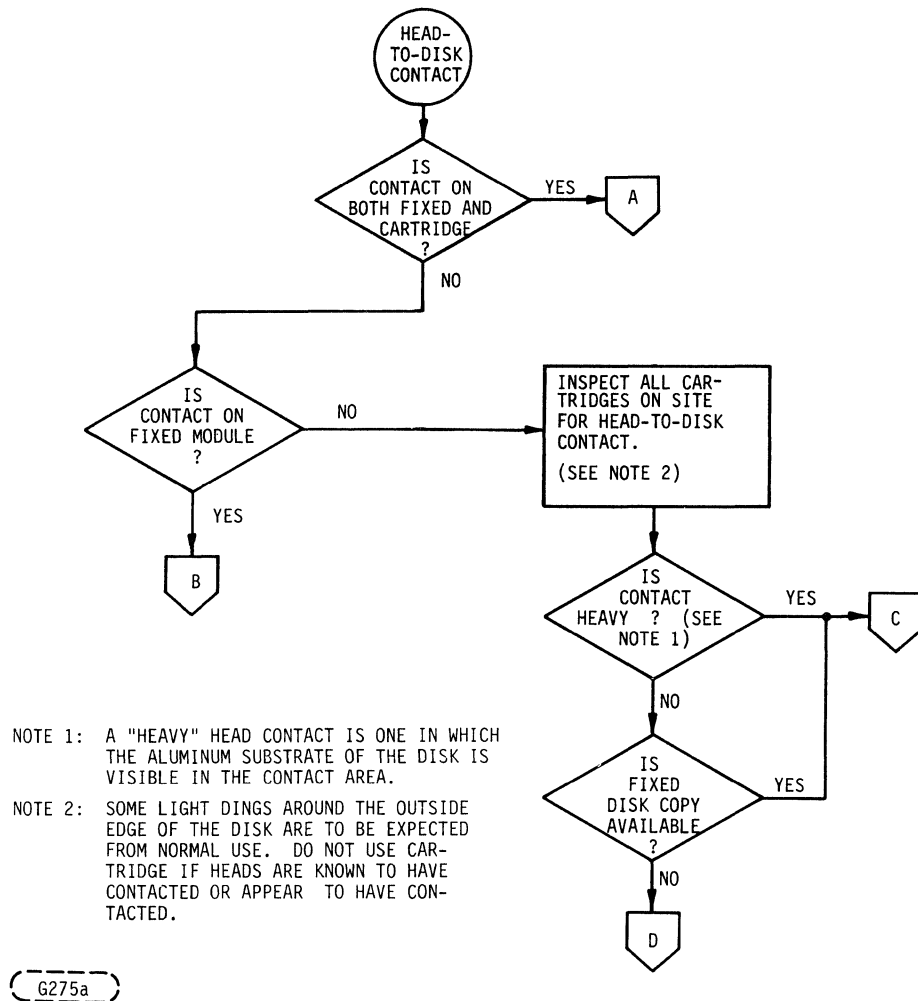 HEAD-
TO-DISK
CONTACT
IS
CONTACT ON
BOTH FIXED AND
CARTRIDGE
?
YES
A
NO
IS
CONTACT ON
FIXED MODULE
?
NO
YES
B
INSPECT ALL CAR-
TRIDGES ON SITE
FOR HEAD-TO-DISK
CONTACT.
(SEE NOTE 2)
IS
CONTACT
HEAVY ? (SEE
NOTE 1)
YES
C
NO
IS
FIXED
DISK COPY
AVAILABLE
?
YES
NO
D
NOTE 1: A "HEAVY" HEAD CONTACT IS ONE IN WHICH
THE ALUMINUM SUBSTRATE OF THE DISK IS
VISIBLE IN THE CONTACT AREA.
NOTE 2: SOME LIGHT DINGS AROUND THE OUTSIDE
EDGE OF THE DISK ARE TO BE EXPECTED
FROM NORMAL USE. DO NOT USE CAR-
TRIDGE IF HEADS ARE KNOWN TO HAVE
CONTACTED OR APPEAR TO HAVE CON-
TACTED.
G275a